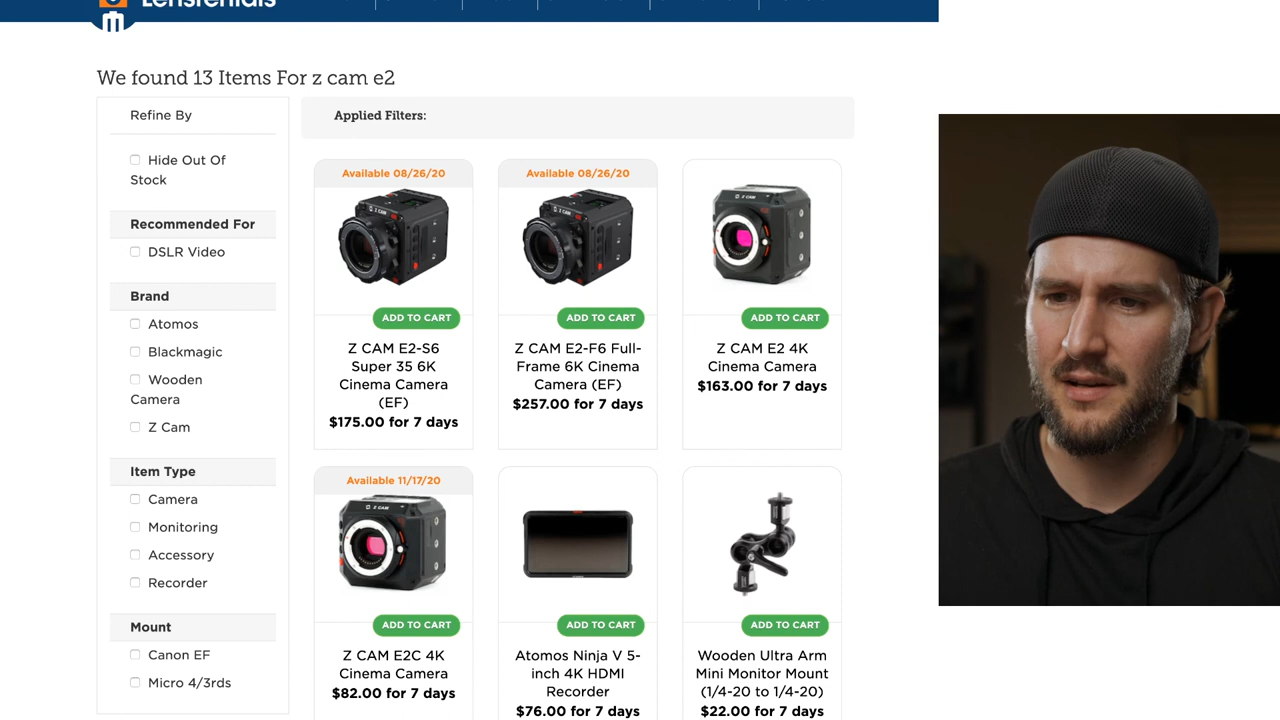 Lensrentals
We found 13 Items For z cam e2
Refine By
Hide Out Of
Stock
Recommended For
DSLR Video
Brand
Atomos
Blackmagic
Wooden
Camera
Z Cam
Item Type
Camera
Monitoring
Accessory
Recorder
Mount
Canon EF
Micro 4/3rds
Applied Filters:
Available 08/26/20
Z CAM
ADD TO CART
Z CAM E2-S6
Super 35 6K
Cinema Camera
(EF)
$175.00 for 7 days
Available 08/26/20
Z CAM
ADD TO CART
Z CAM E2-F6 Full-
Frame 6K Cinema
Camera (EF)
$257.00 for 7 days
Z CAM
ADD TO CART
Z CAM E2 4K
Cinema Camera
$163.00 for 7 days
Available 11/17/20
Z CAM
ADD TO CART
Z CAM E2C 4K
Cinema Camera
$82.00 for 7 days
ADD TO CART
Atomos Ninja V 5-
inch 4K HDMI
Recorder
$76.00 for 7 days
ADD TO CART
Wooden Ultra Arm
Mini Monitor Mount
(1/4-20 to 1/4-20)
$22.00 for 7 days